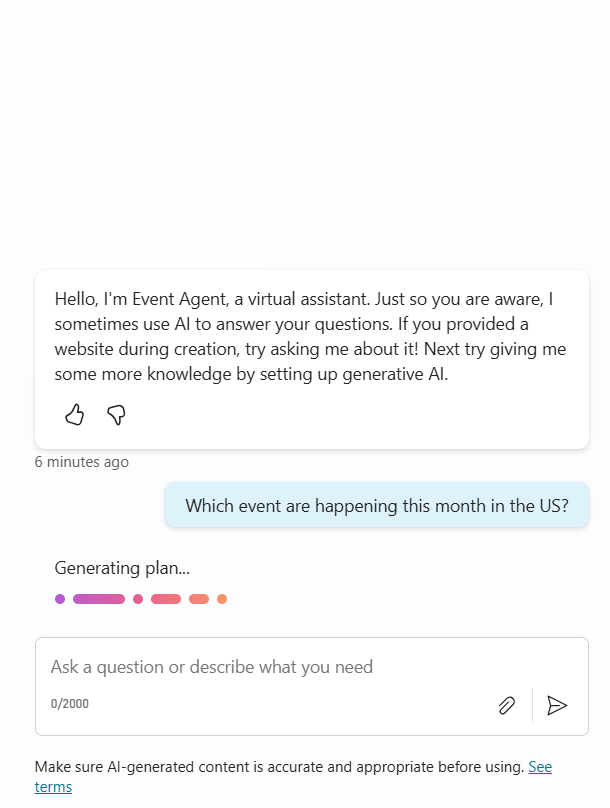 Hello, I'm Event Agent, a virtual assistant. Just so you are aware, I
sometimes use AI to answer your questions. If you provided a
website during creation, try asking me about it! Next try giving me
some more knowledge by setting up generative AI.
6 minutes ago
Which event are happening this month in the US?
Generating plan...
Ask a question or describe what you need
0/2000
Make sure AI-generated content is accurate and appropriate before using. See
terms